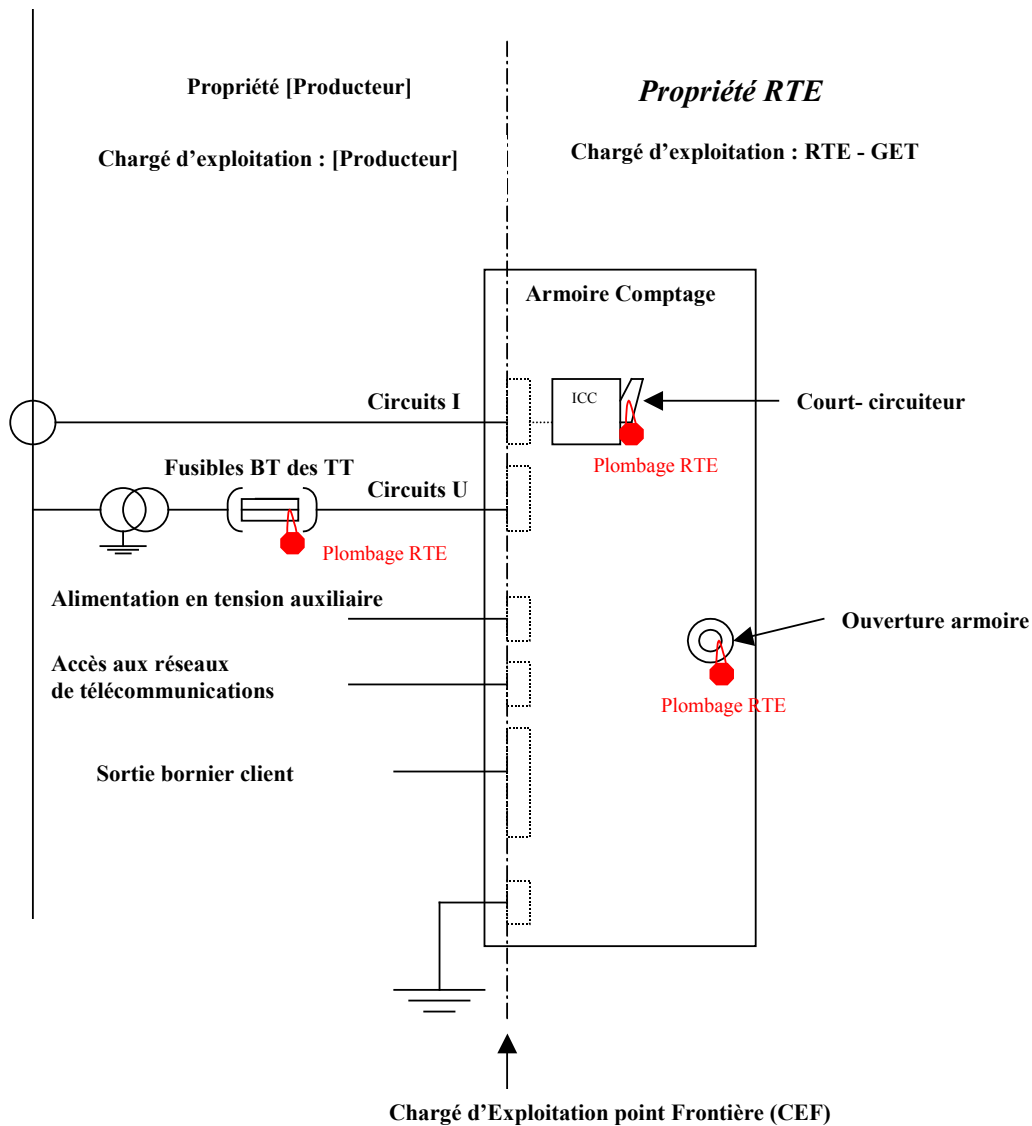 Propriété [Producteur]
Propriété RTE
Chargé d'exploitation : [Producteur]
Chargé d'exploitation : RTE - GET
Armoire Comptage
Circuits I
ICC
Court- circuiteur
Plombage RTE
Fusibles BT des TT
Circuits U
Plombage RTE
Alimentation en tension auxiliaire
Ouverture armoire
Accès aux réseaux
de télécommunications
Plombage RTE
Sortie bornier client
Chargé d'Exploitation point Frontière (CEF)